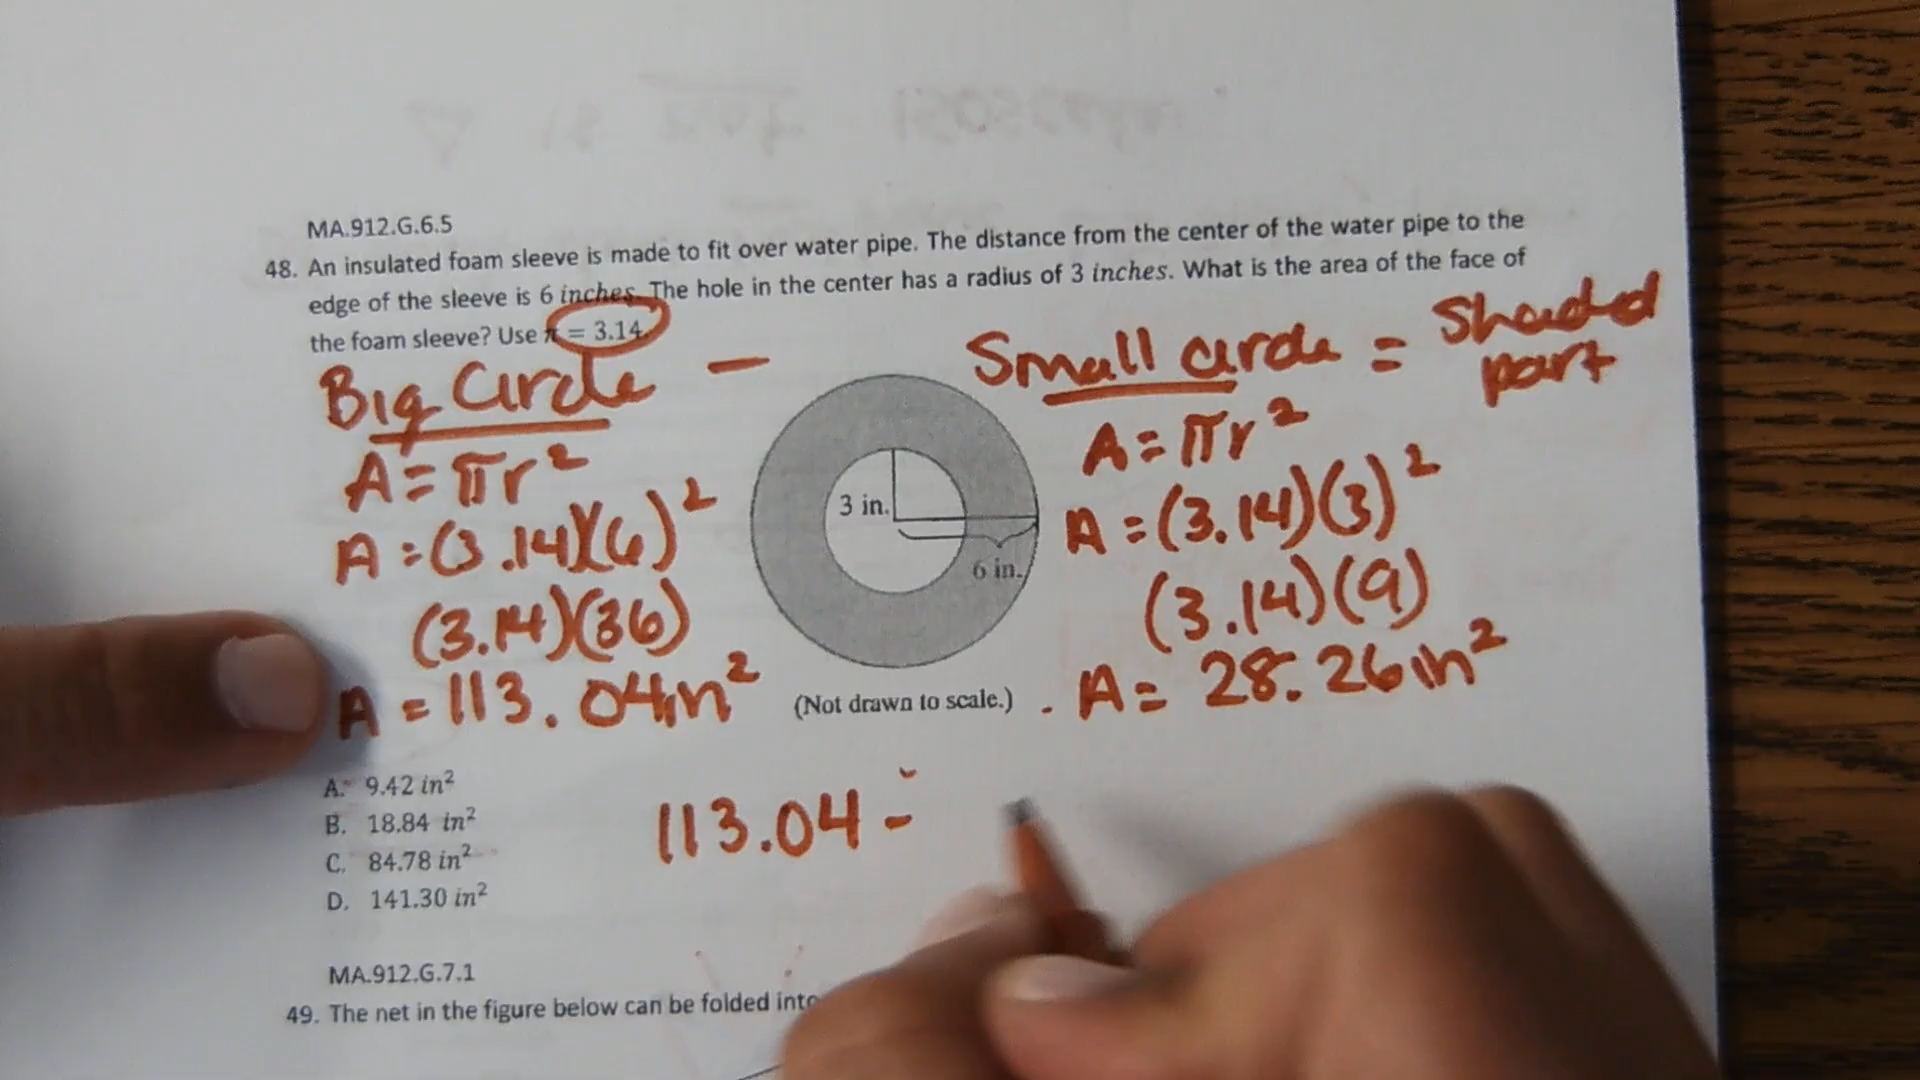 MA.912.G.6.5
48. An insulated foam sleeve is made to fit over water pipe. The distance from the center of the water pipe to the
edge of the sleeve is 6 inches. The hole in the center has a radius of 3 inches. What is the area of the face of
the foam sleeve? Use π = 3.14.
Big Circle — Small circle = Shaded
part
A = πr²
A = (3.14)(6)²
(3.14)(36)
A = 113.04in²
3 in.
6 in.
(Not drawn to scale.)
A = πr²
A = (3.14)(3)²
(3.14)(9)
A = 28.26in²
A. 9.42 in²
B. 18.84 in²
C. 84.78 in²
D. 141.30 in²
113.04 -
MA.912.G.7.1
49. The net in the figure below can be folded into